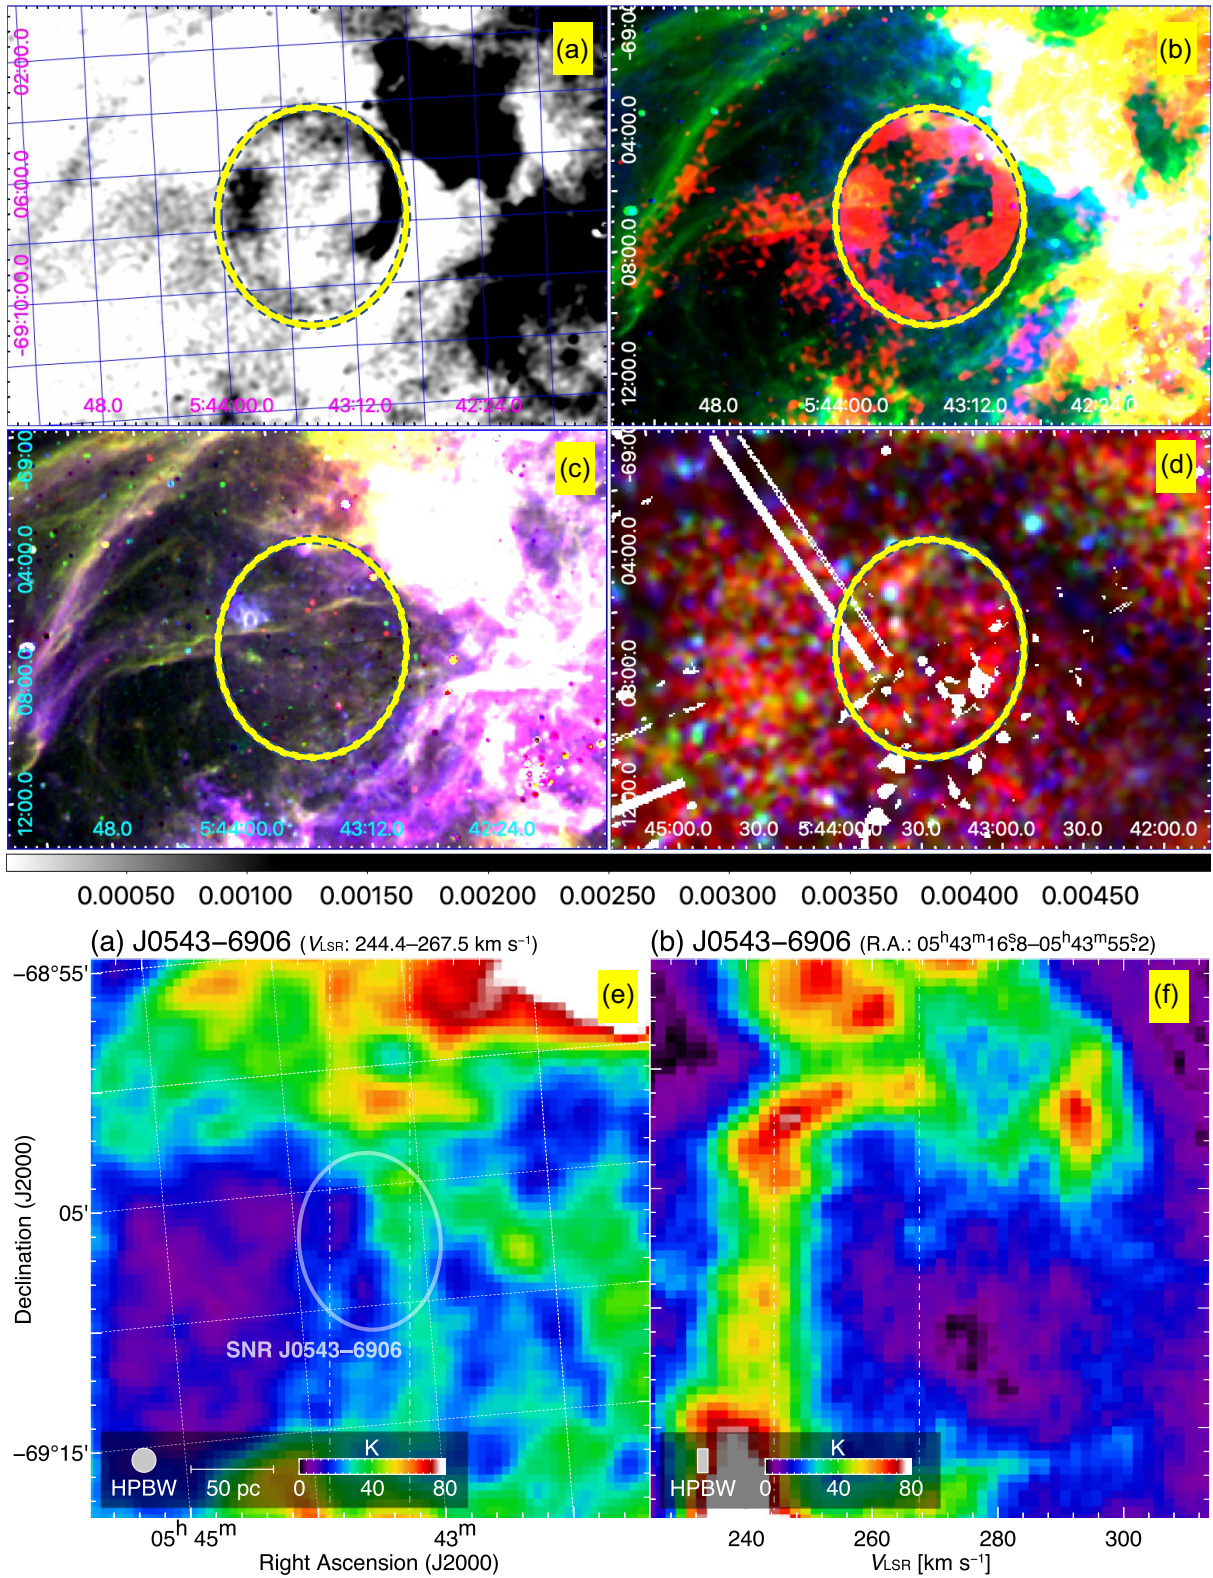 (a)
02:00.0
06:00.0
-69:10:00.0
48.0 5:44:00.0 43:12.0 42:24.0
(b)
-69:00
04:00.0
08:00.0
12:00.0
48.0 5:44:00.0 43:12.0 42:24.0
(c)
-69:00
04:00.0
08:00.0
12:00.0
48.0 5:44:00.0 43:12.0 42:24.0
(d)
-69:00
04:00.0
08:00.0
12:00.0
45:00.0 30.0 5:44:00.0 30.0 43:00.0 30.0 42:00.0
0.00050 0.00100 0.00150 0.00200 0.00250 0.00300 0.00350 0.00400 0.00450
(a) J0543–6906 (VLSR: 244.4–267.5 km s⁻¹)
(e)
−68°55'
05'
−69°15'
Declination (J2000)
SNR J0543–6906
HPBW
50 pc
K
0 40 80
05h 45m 43m
Right Ascension (J2000)
(b) J0543–6906 (R.A.: 05h43m16s.8–05h43m55s.2)
(f)
HPBW
K
0 40 80
240 260 280 300
VLSR [km s⁻¹]